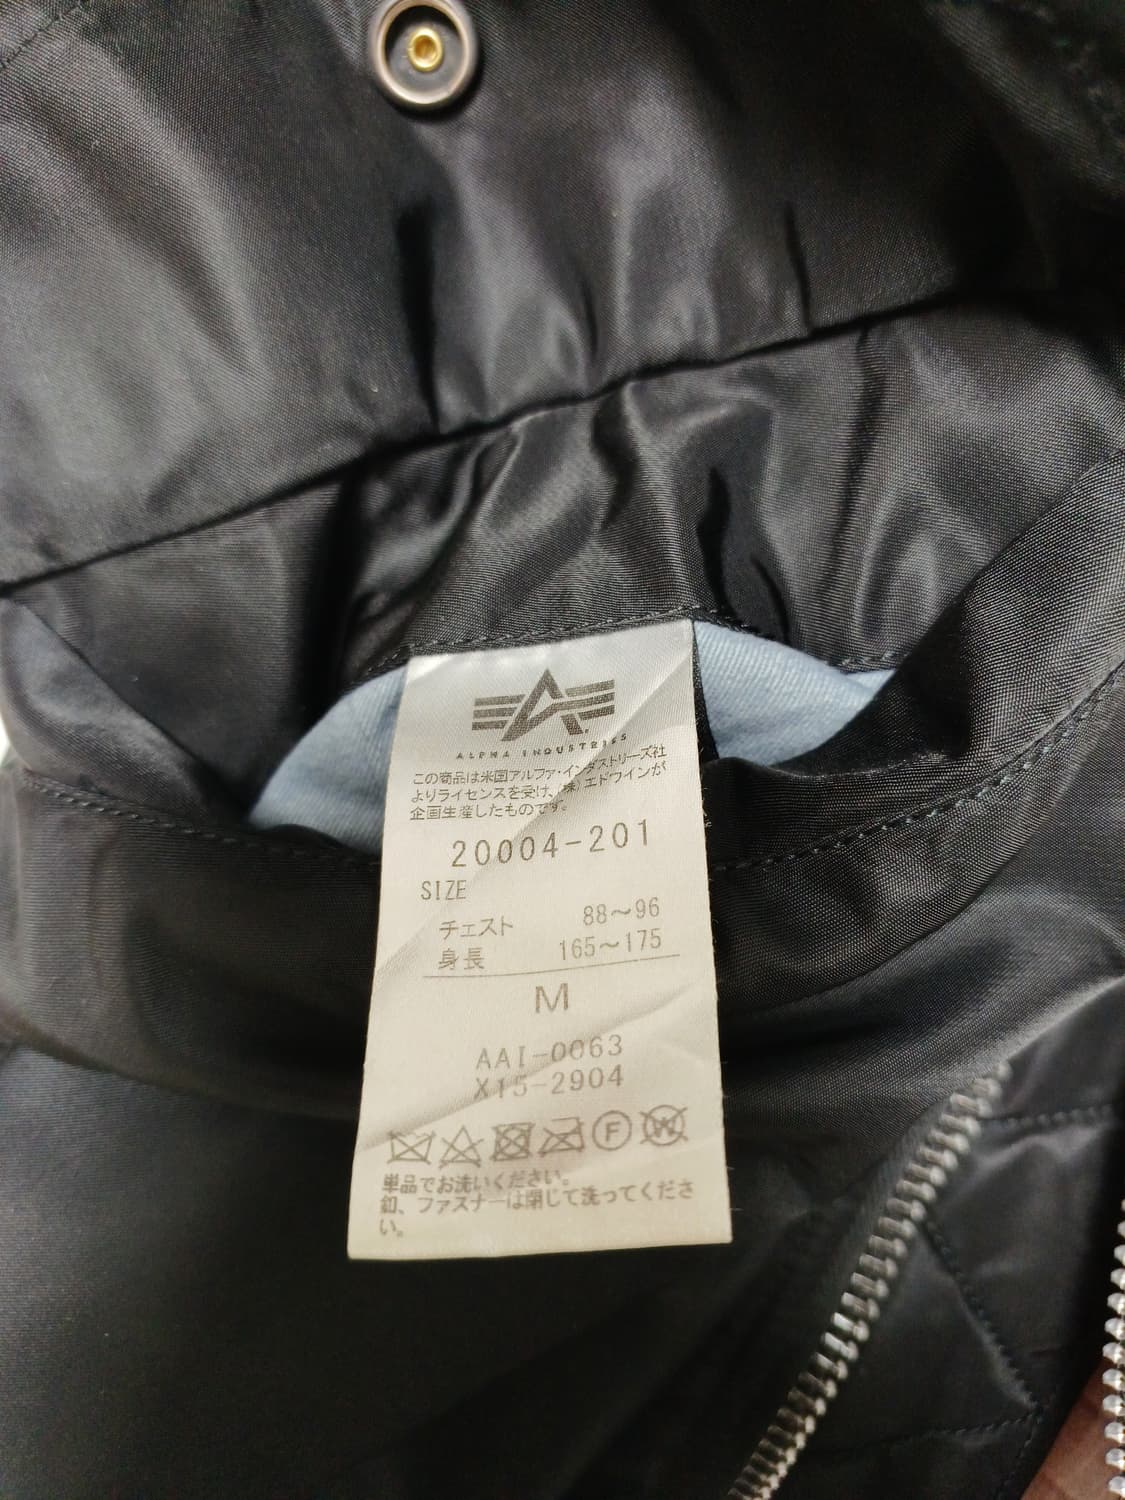 ALPHA INDUSTRIES
この商品は米国アルファ・インダストリーズ社
よりライセンスを受け、(株)エドウインが
企画生産したものです。
20004-201
SIZE
チェスト 88～96
身長 165～175
M
AAI-0063
X15-2904
F W
単品でお洗いください。
釦、ファスナーは閉じて洗ってくださ
い。